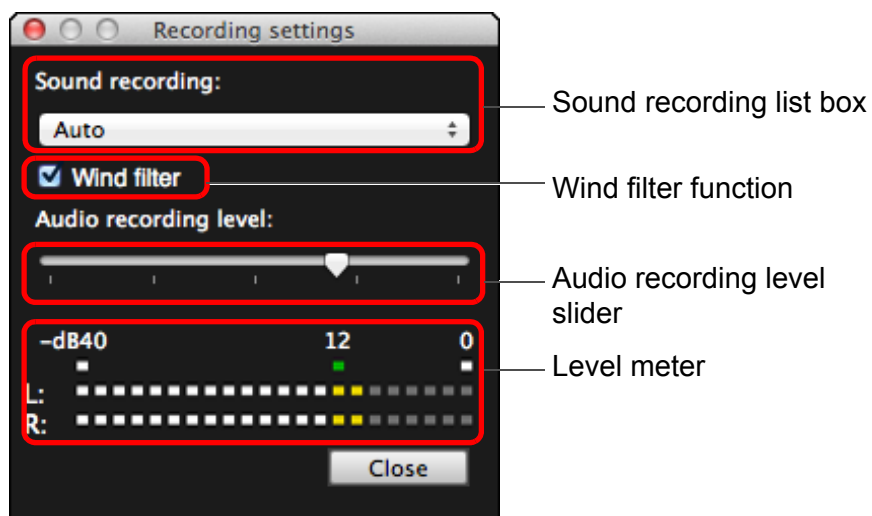 Recording settings
Sound recording:
Auto
Sound recording list box
Wind filter
Wind filter function
Audio recording level:
Audio recording level
slider
-dB40 12 0
Level meter
L:
R:
Close